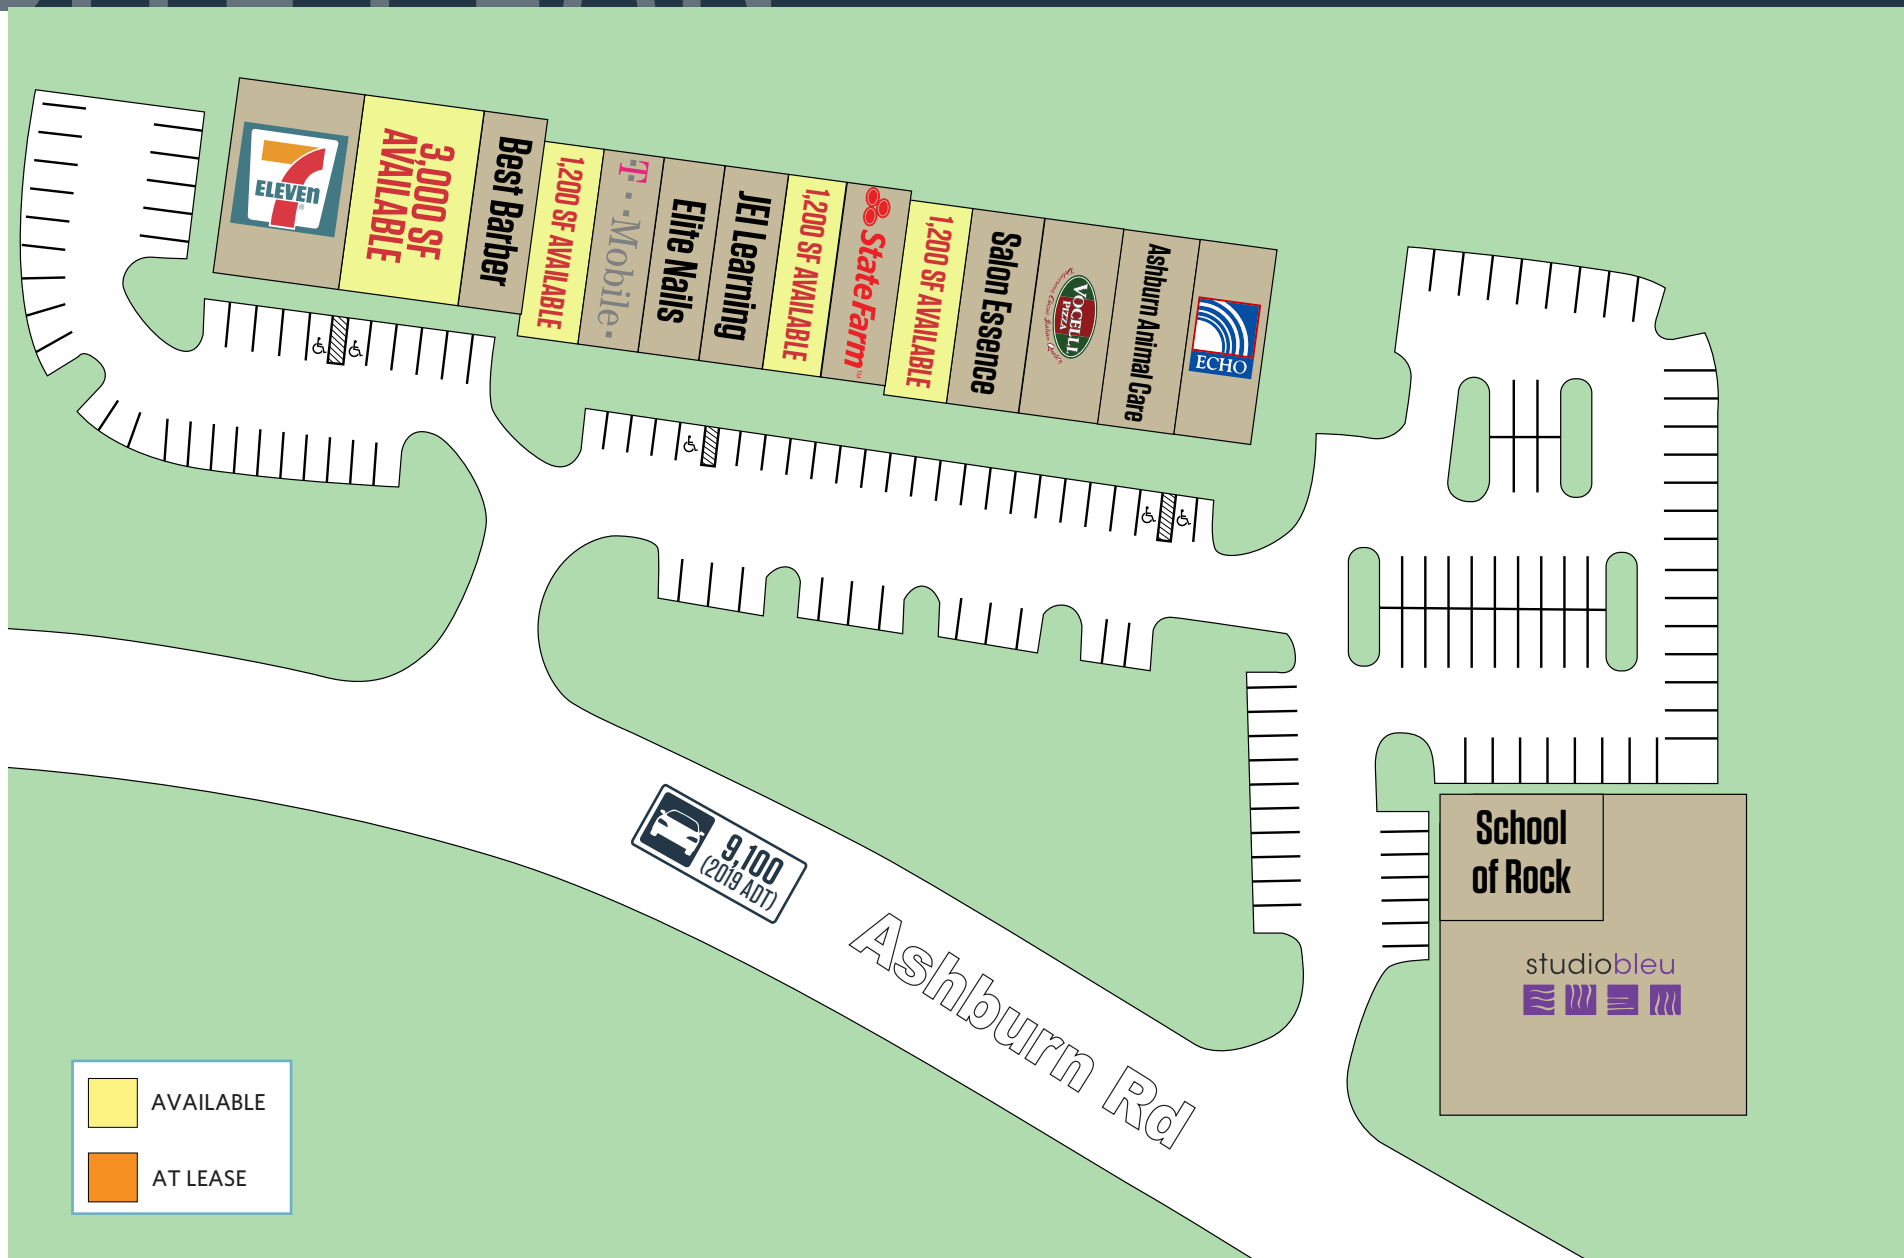 7
ELEVEn
®
3,000 SF
AVAILABLE
Best Barber
1,200 SF AVAILABLE
T - Mobile
Elite Nails
JEI Learning
1,200 SF AVAILABLE
StateFarm™
1,200 SF AVAILABLE
Salon Essence
VOCELLI
PIZZA
Ashburn Animal Care
ECHO
School
of Rock
studiobleu
9,100
(2019 ADT)
Ashburn Rd
AVAILABLE
AT LEASE